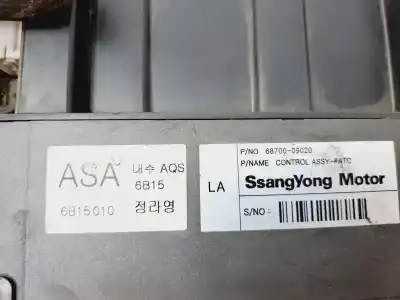 ASA 내수 AQS
6B15
6B15010 정라영
P/NO 68700-09020
P/NAME CONTROL ASSY-FATC
LA SsangYong Motor
S/NO :